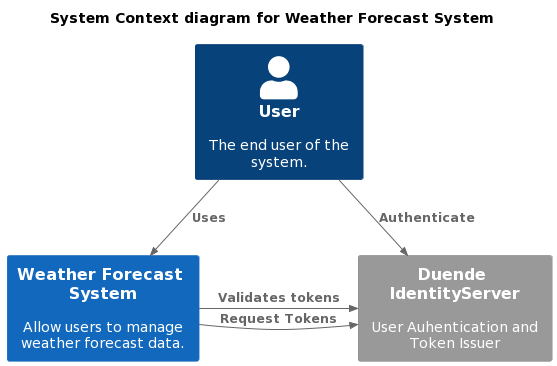 System Context diagram for Weather Forecast System
User
The end user of the
system.
Uses
Authenticate
Weather Forecast
System
Allow users to manage
weather forecast data.
Validates tokens
Request Tokens
Duende
IdentityServer
User Auhentication and
Token Issuer